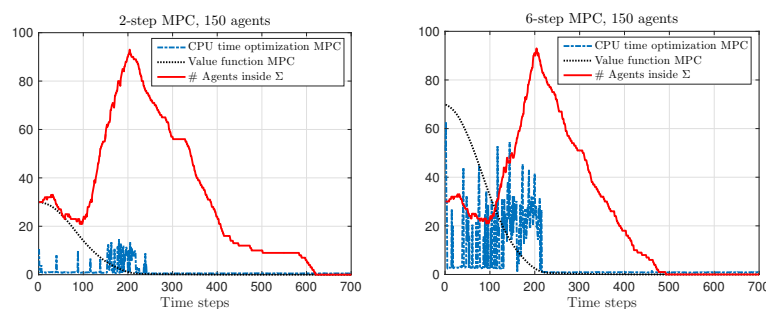 2-step MPC, 150 agents
100
80
60
40
20
0
CPU time optimization MPC
Value function MPC
# Agents inside Σ
0 100 200 300 400 500 600 700
Time steps
6-step MPC, 150 agents
100
80
60
40
20
0
CPU time optimization MPC
Value function MPC
# Agents inside Σ
0 100 200 300 400 500 600 700
Time steps